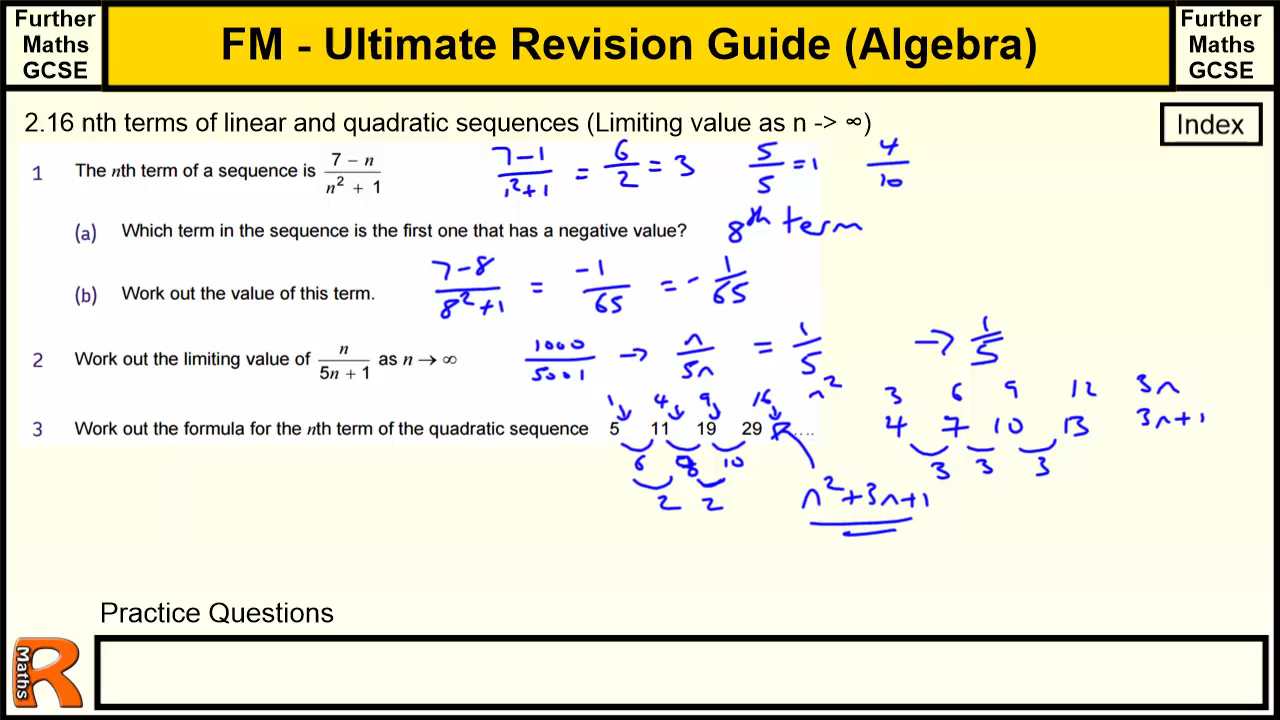 Further Maths GCSE
FM - Ultimate Revision Guide (Algebra)
Further Maths GCSE
2.16 nth terms of linear and quadratic sequences (Limiting value as n -> ∞)
Index
1 The nth term of a sequence is (7 − n)/(n² + 1)
(7-1)/(1²+1) = 6/2 = 3 5/5 = 1 4/10
(a) Which term in the sequence is the first one that has a negative value? 8th term
(b) Work out the value of this term. (7-8)/(8²+1) = -1/65 = -1/65
2 Work out the limiting value of n/(5n + 1) as n → ∞ 1000/5001 → n/5n = 1/5 → 1/5
1 4 9 16 n² 3 6 9 12 3n
3 Work out the formula for the nth term of the quadratic sequence 5 11 19 29 .... 4 7 10 13 3n+1
6 8 10 3 3 3
2 2 n²+3n+1
Practice Questions
R Maths